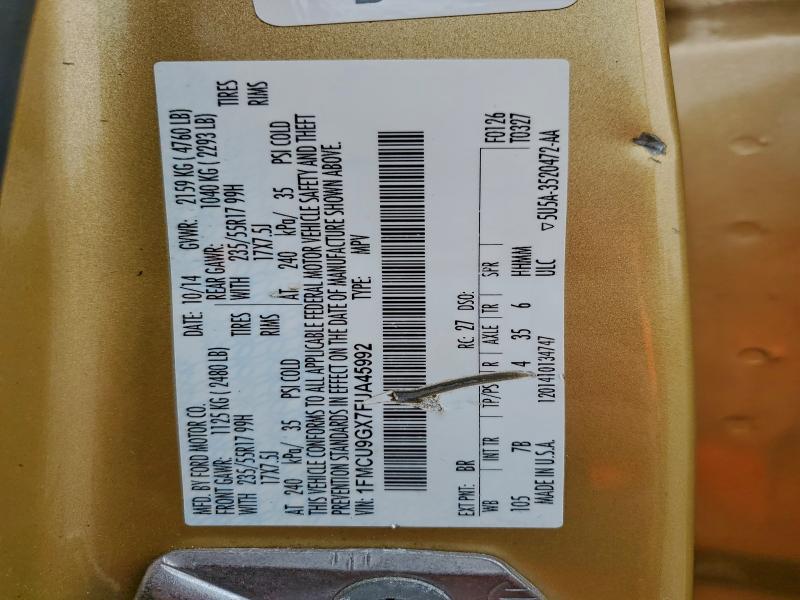 MFD. BY FORD MOTOR CO.
DATE: 10/14 GVWR: 2159 KG ( 4760 LB)
FRONT GAWR: 1125 KG ( 2480 LB) REAR GAWR: 1040 KG ( 2293 LB)
WITH 235/55R17 99H TIRES WITH 235/55R17 99H TIRES
17X7.5J RIMS 17X7.5J RIMS
AT 240 kPa/ 35 PSI COLD AT 240 kPa/ 35 PSI COLD
THIS VEHICLE CONFORMS TO ALL APPLICABLE FEDERAL MOTOR VEHICLE SAFETY AND THEFT
PREVENTION STANDARDS IN EFFECT ON THE DATE OF MANUFACTURE SHOWN ABOVE.
VIN: 1FMCU9GX7FUA45992 TYPE: MPV
EXT PNT: BR RC: 27 DSO: F0126
WB INT TR TP/PS R AXLE TR SPR T0327
105 7B 4 35 6 HHMM
MADE IN U.S.A. 1201410134747 ULC ▽5U5A-3520472-AA